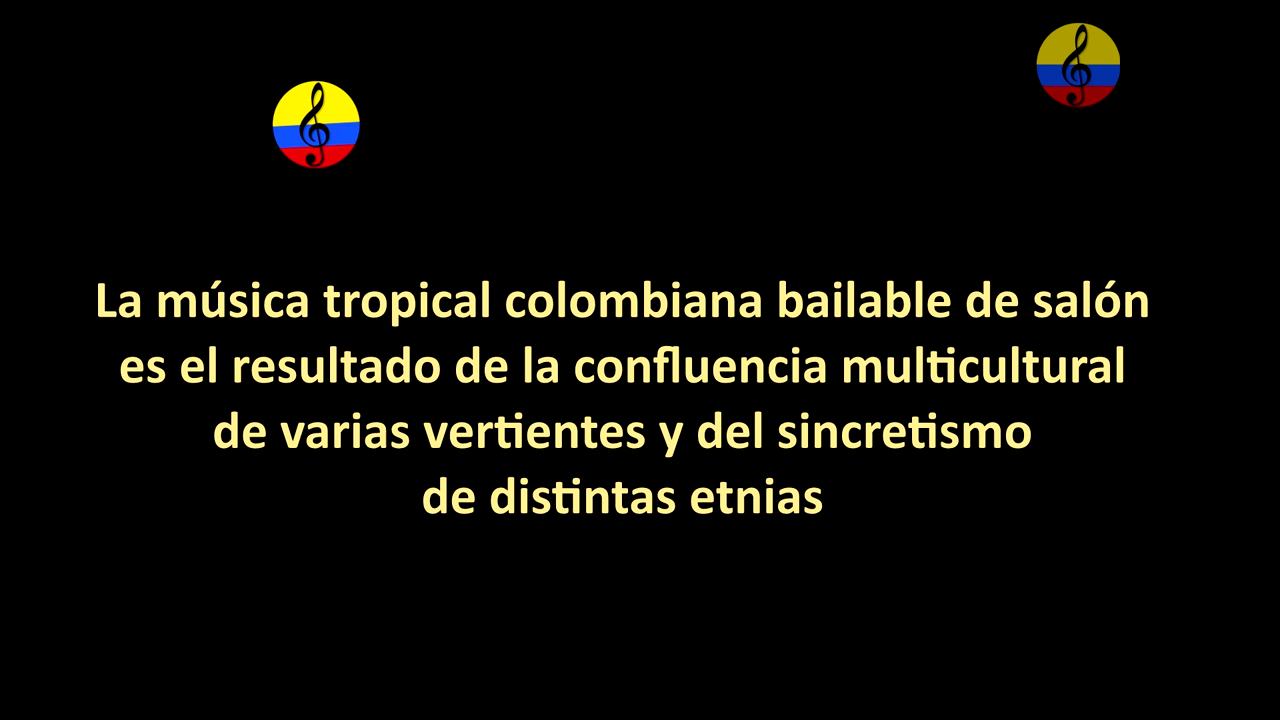 La música tropical colombiana bailable de salón
es el resultado de la confluencia multicultural
de varias vertientes y del sincretismo
de distintas etnias